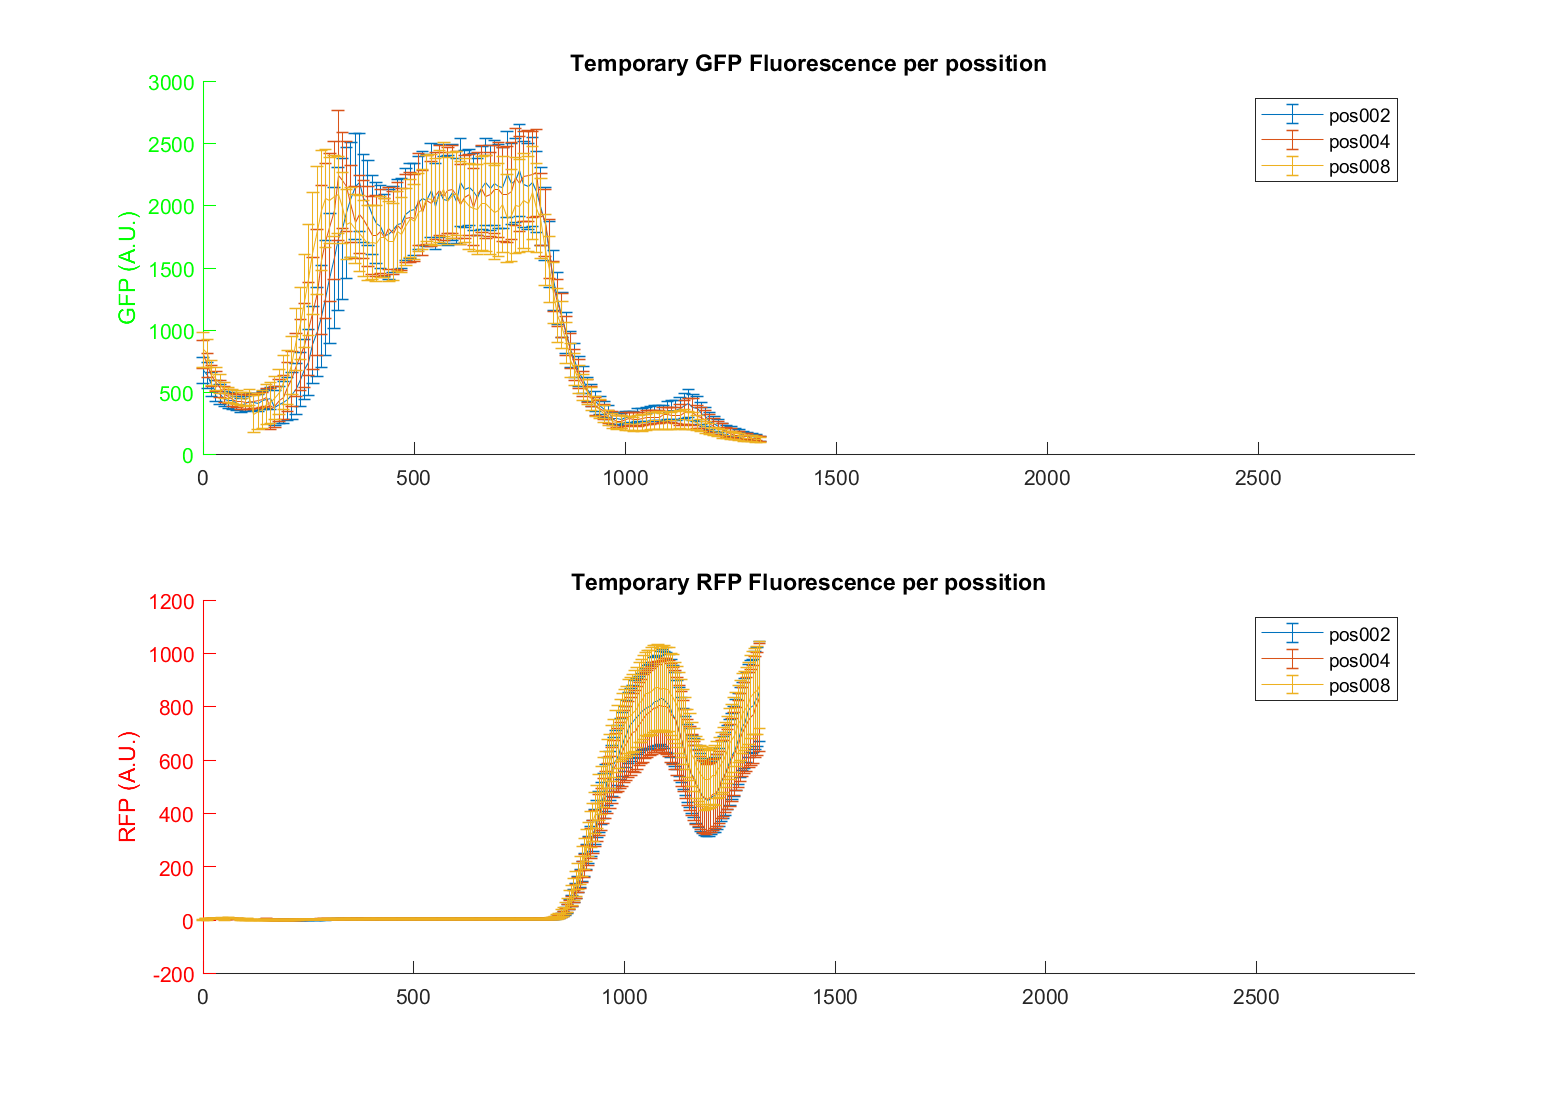 Temporary GFP Fluorescence per possition
3000
2500
2000
1500
1000
500
0
GFP (A.U.)
0 500 1000 1500 2000 2500
pos002
pos004
pos008
Temporary RFP Fluorescence per possition
1200
1000
800
600
400
200
0
-200
RFP (A.U.)
0 500 1000 1500 2000 2500
pos002
pos004
pos008